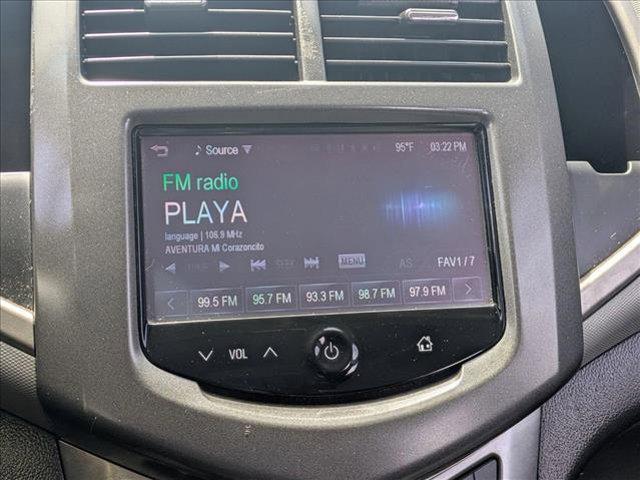 Source 95°F 03:22 PM
FM radio
PLAYA
language | 106.9 MHz
AVENTURA Mi Corazoncito
MENU AS FAV1/7
99.5 FM 95.7 FM 93.3 FM 98.7 FM 97.9 FM
VOL